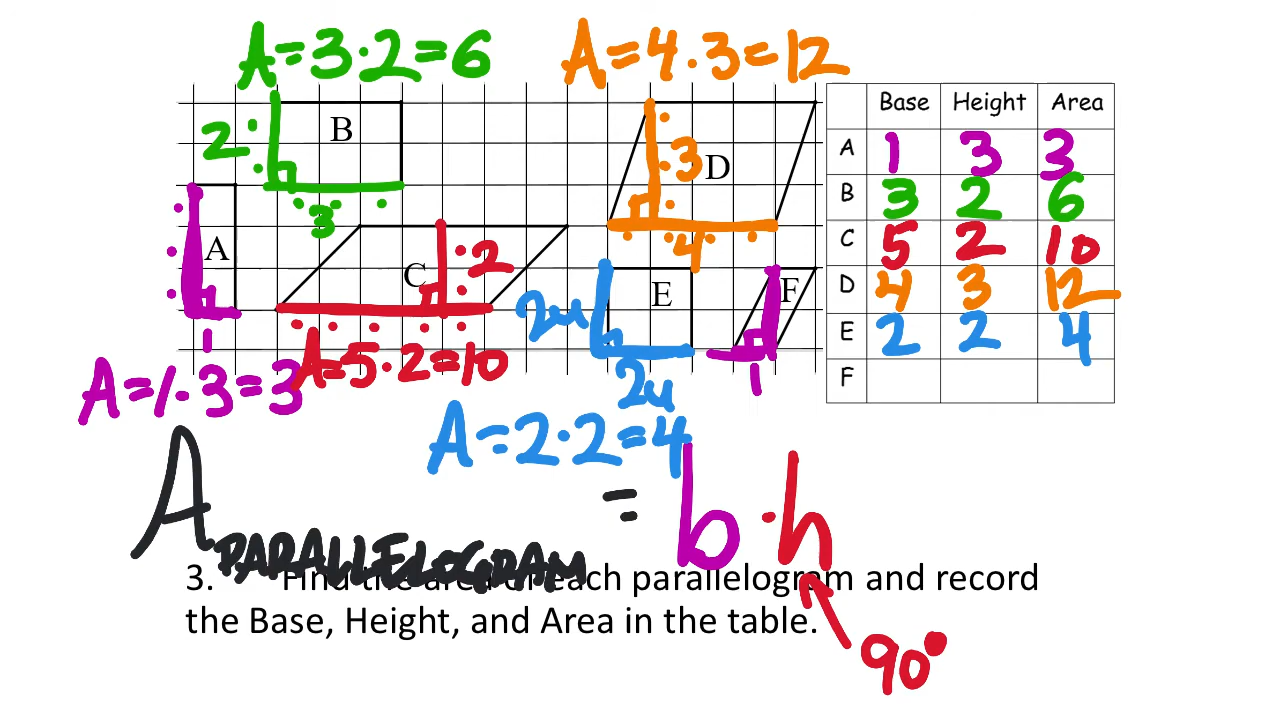 A=3·2=6
A=4·3=12
Base Height Area
A 1 3 3
B 3 2 6
C 5 2 10
D 4 3 12
E 2 2 4
F
B
2
3
D
3
4
A
1
C
2
E
2u
2u
F
1
A=1·3=3
A=5·2=10
A=2·2=4
A PARALLELOGRAM = b·h
3. Find the area of each parallelogram and record
the Base, Height, and Area in the table.
90°